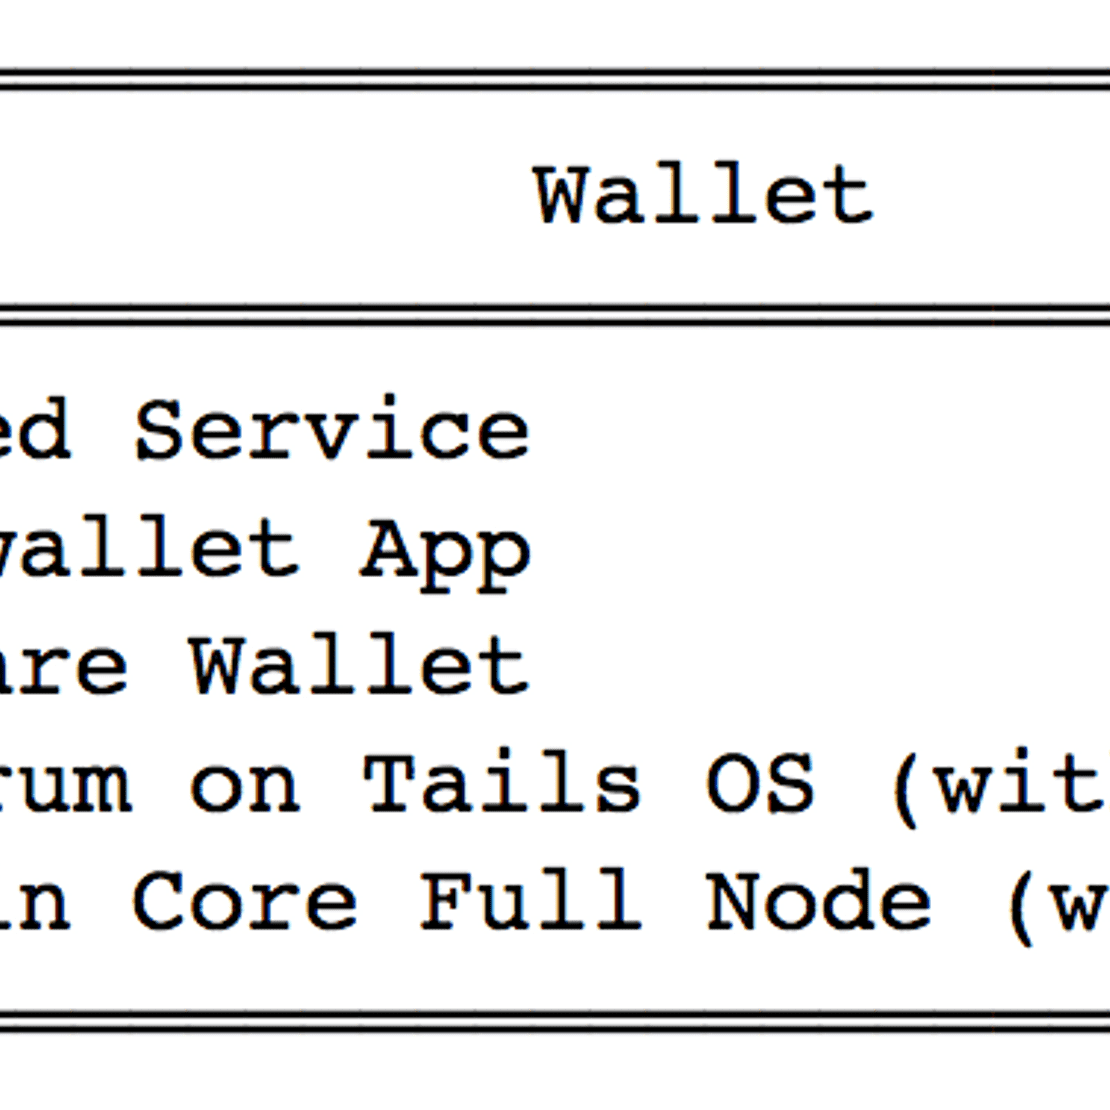 Wallet
ed Service
wallet App
are Wallet
rum on Tails OS (wit
in Core Full Node (w